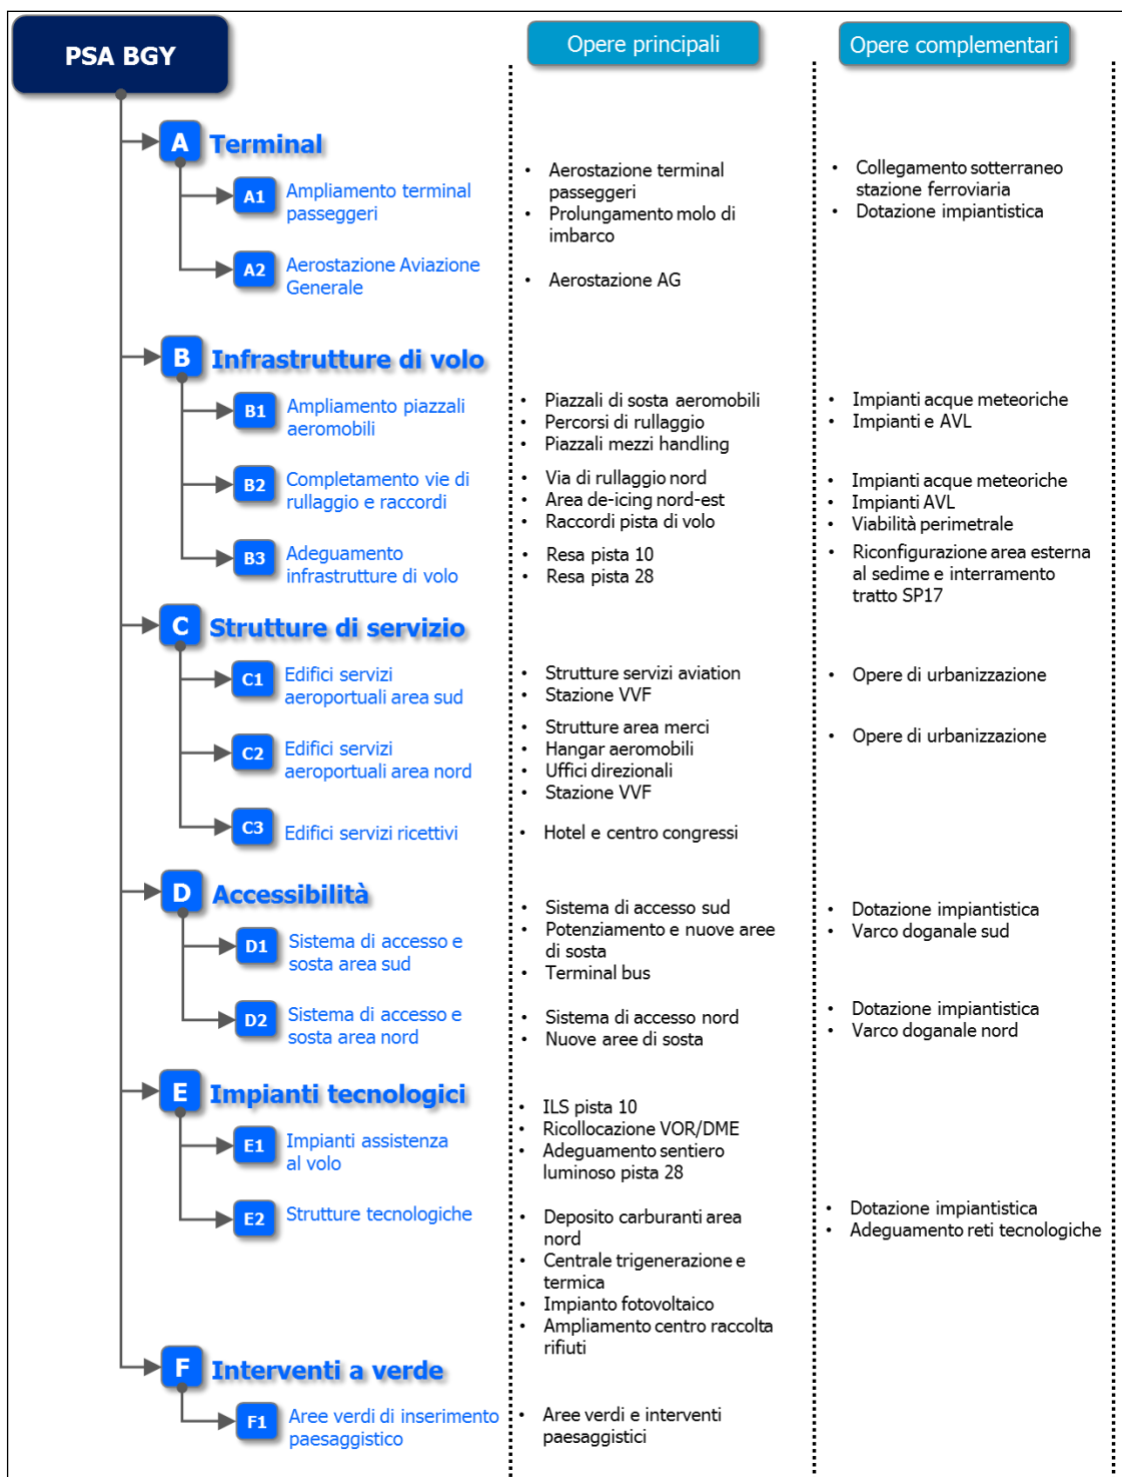 PSA BGY
Opere principali
Opere complementari
A Terminal
A1 Ampliamento terminal
passeggeri
• Aerostazione terminal
passeggeri
• Prolungamento molo di
imbarco
• Collegamento sotterraneo
stazione ferroviaria
• Dotazione impiantistica
A2 Aerostazione Aviazione
Generale
• Aerostazione AG
B Infrastrutture di volo
B1 Ampliamento piazzali
aeromobili
• Piazzali di sosta aeromobili
• Percorsi di rullaggio
• Piazzali mezzi handling
• Impianti acque meteoriche
• Impianti e AVL
B2 Completamento vie di
rullaggio e raccordi
• Via di rullaggio nord
• Area de-icing nord-est
• Raccordi pista di volo
• Impianti acque meteoriche
• Impianti AVL
• Viabilità perimetrale
B3 Adeguamento
infrastrutture di volo
• Resa pista 10
• Resa pista 28
• Riconfigurazione area esterna
al sedime e interramento
tratto SP17
C Strutture di servizio
C1 Edifici servizi
aeroportuali area sud
• Strutture servizi aviation
• Stazione VVF
• Opere di urbanizzazione
C2 Edifici servizi
aeroportuali area nord
• Strutture area merci
• Hangar aeromobili
• Uffici direzionali
• Stazione VVF
• Opere di urbanizzazione
C3 Edifici servizi ricettivi
• Hotel e centro congressi
D Accessibilità
D1 Sistema di accesso e
sosta area sud
• Sistema di accesso sud
• Potenziamento e nuove aree
di sosta
• Terminal bus
• Dotazione impiantistica
• Varco doganale sud
D2 Sistema di accesso e
sosta area nord
• Sistema di accesso nord
• Nuove aree di sosta
• Dotazione impiantistica
• Varco doganale nord
E Impianti tecnologici
E1 Impianti assistenza
al volo
• ILS pista 10
• Ricollocazione VOR/DME
• Adeguamento sentiero
luminoso pista 28
E2 Strutture tecnologiche
• Deposito carburanti area
nord
• Centrale trigenerazione e
termica
• Impianto fotovoltaico
• Ampliamento centro raccolta
rifiuti
• Dotazione impiantistica
• Adeguamento reti tecnologiche
F Interventi a verde
F1 Aree verdi di inserimento
paesaggistico
• Aree verdi e interventi
paesaggistici